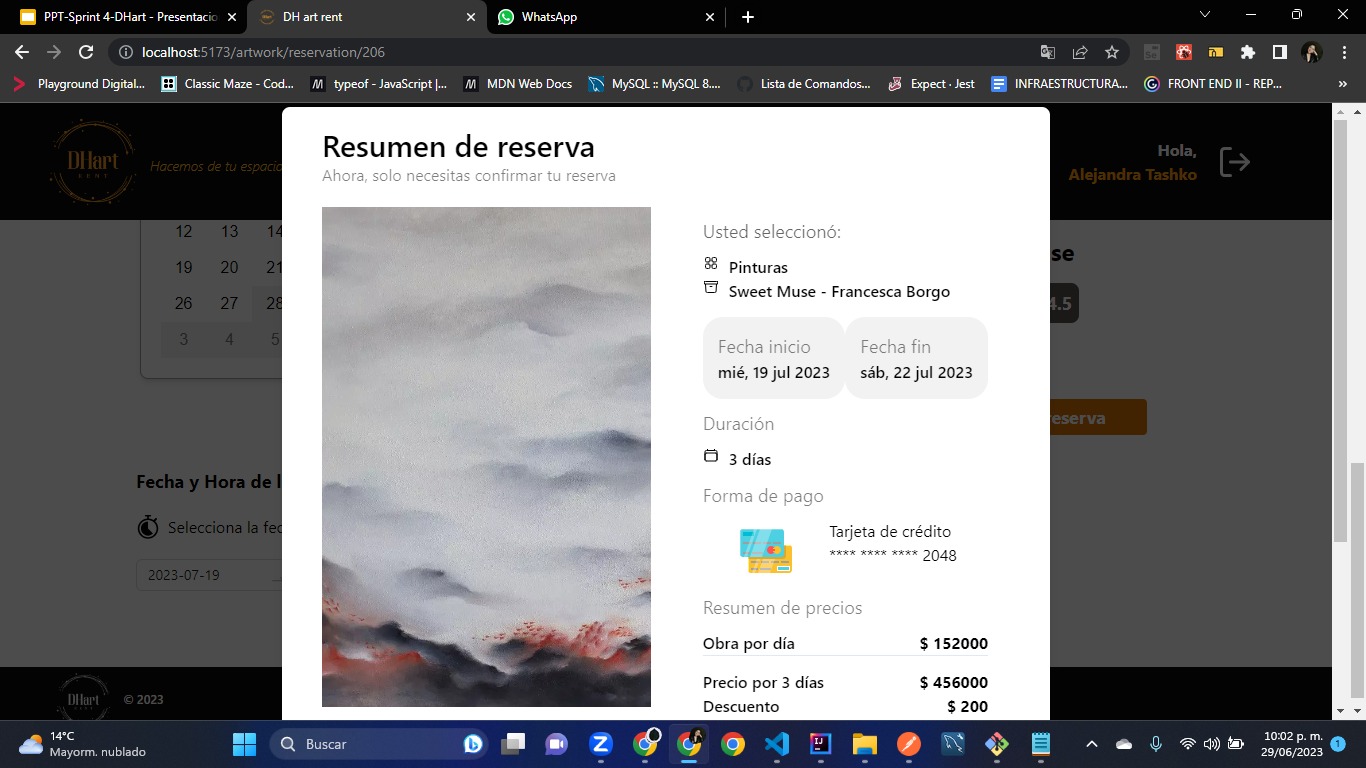 PPT-Sprint 4-DHart - Presentacio
DH art rent
WhatsApp
localhost:5173/artwork/reservation/206
Playground Digital...
Classic Maze - Cod...
typeof - JavaScript |...
MDN Web Docs
MySQL :: MySQL 8....
Lista de Comandos...
Expect · Jest
INFRAESTRUCTURA...
FRONT END II - REP...
»
DHart
RENT
Hacemos de tu espacio
Hola,
Alejandra Tashko
Resumen de reserva
Ahora, solo necesitas confirmar tu reserva
12 13 14
19 20 21
26 27 28
3 4 5
se
4.5
eserva
Usted seleccionó:
Pinturas
Sweet Muse - Francesca Borgo
Fecha inicio
mié, 19 jul 2023
Fecha fin
sáb, 22 jul 2023
Duración
3 días
Forma de pago
Tarjeta de crédito
**** **** **** 2048
Resumen de precios
Obra por día $ 152000
Precio por 3 días $ 456000
Descuento $ 200
Fecha y Hora de l
Selecciona la fec
2023-07-19
DHart
© 2023
14°C
Mayorm. nublado
Buscar
10:02 p. m.
29/06/2023
1